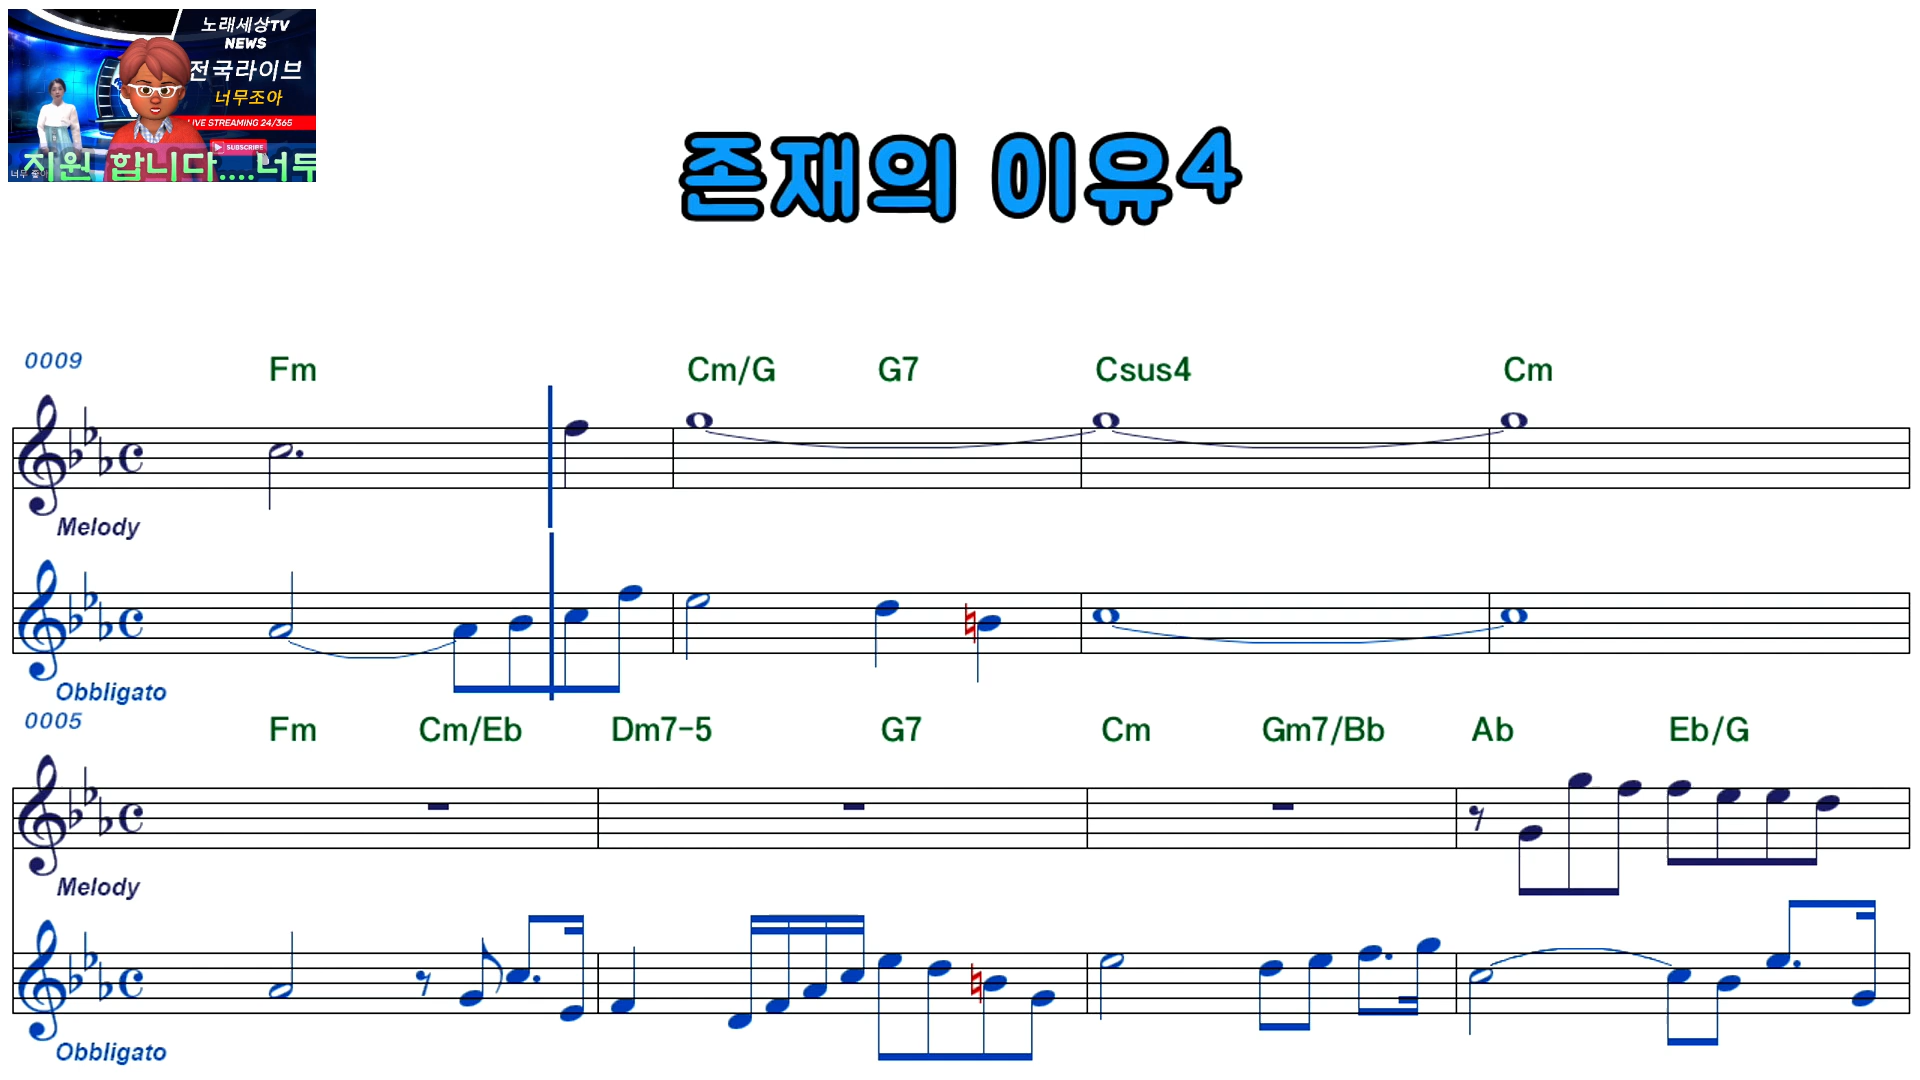 노래세상TV
NEWS
전국라이브
너무조아
LIVE STREAMING 24/365
SUBSCRIBE
지원 합니다....너무
존재의 이유4
0009
Fm Cm/G G7 Csus4 Cm
Melody
Obbligato
0005
Fm Cm/Eb Dm7-5 G7 Cm Gm7/Bb Ab Eb/G
Melody
Obbligato